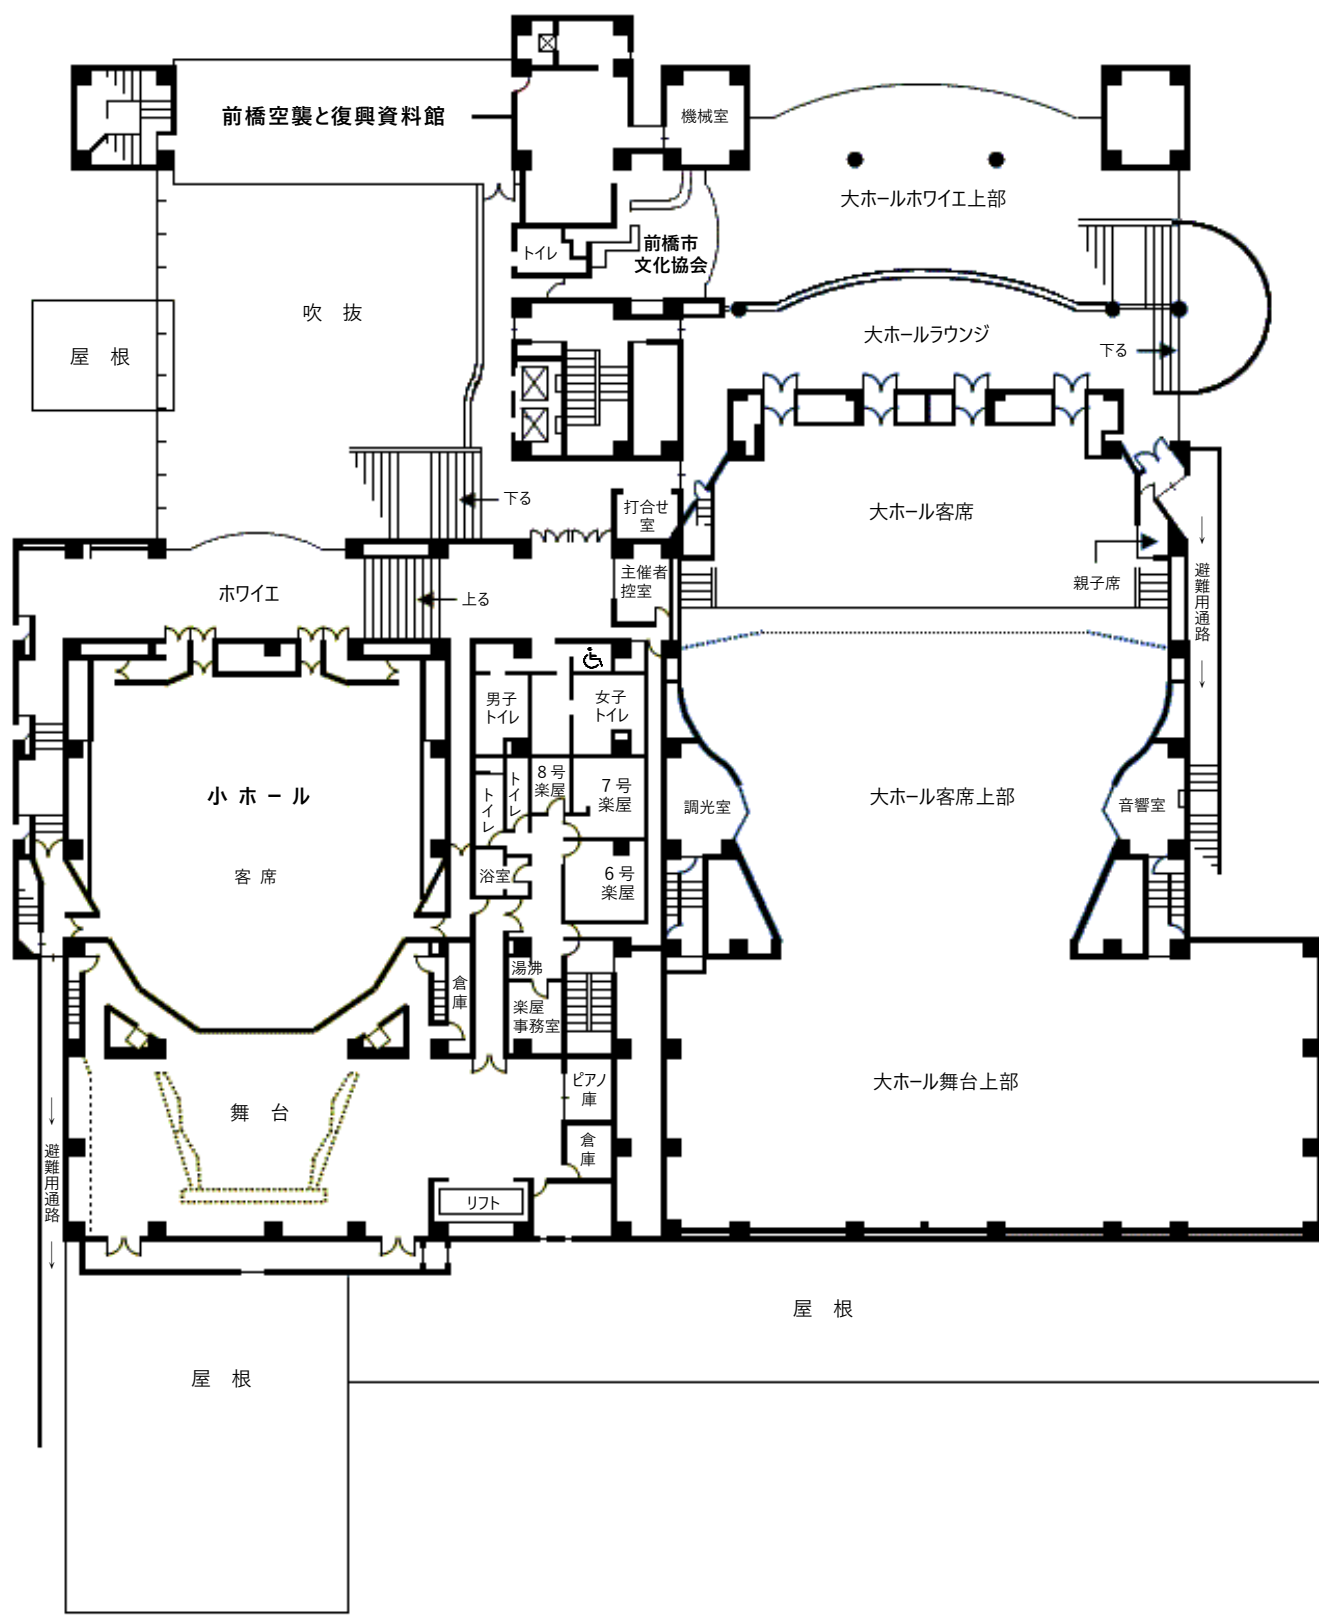 前橋空襲と復興資料館
機械室
大ホールホワイエ上部
トイレ
前橋市
文化協会
吹 抜
屋 根
大ホールラウンジ
下る
下る
打合せ
室
大ホール客席
主催者
控室
親子席
避難用通路
ホワイエ
上る
男子
トイレ
女子
トイレ
8号
楽屋
7号
楽屋
トイレ
トイレ
小 ホ ー ル
調光室
大ホール客席上部
音響室
客 席
浴室
6号
楽屋
湯沸
倉庫
楽屋
事務室
ピアノ
庫
大ホール舞台上部
舞 台
倉
庫
避難用通路
リフト
屋 根
屋 根